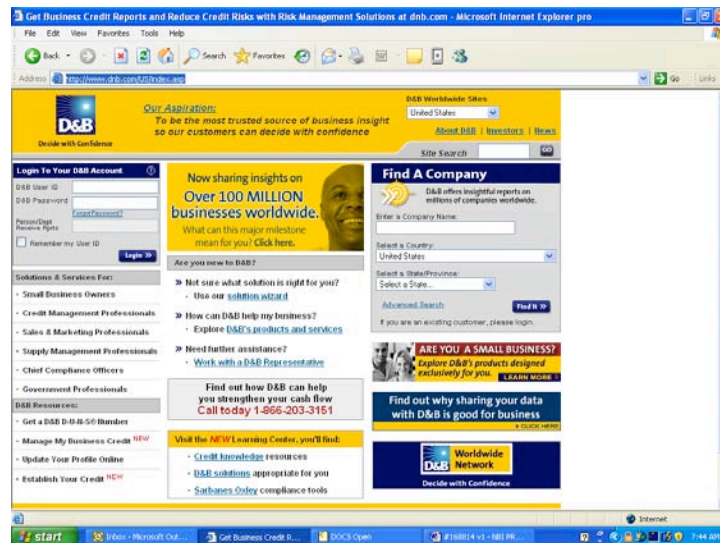 Get Business Credit Reports and Reduce Credit Risks with Risk Management Solutions at dnb.com - Microsoft Internet Explorer pro
File Edit View Favorites Tools Help
Back Search Favorites
Address http://www.dnb.com/US/index.asp Go Links
D&B
Decide with Confidence
Our Aspiration:
To be the most trusted source of business insight
so our customers can decide with confidence
D&B Worldwide Sites
United States
About D&B | Investors | News
Site Search GO
Login To Your D&B Account
D&B User ID
D&B Password
Forgot Password?
Person/Dept
Receive Rprts
Remember my User ID
Login »
Solutions & Services For:
· Small Business Owners
· Credit Management Professionals
· Sales & Marketing Professionals
· Supply Management Professionals
· Chief Compliance Officers
· Government Professionals
D&B Resources:
· Get a D&B D-U-N-S® Number
· Manage My Business Credit NEW
· Update Your Profile Online
· Establish Your Credit NEW
Now sharing insights on
Over 100 MILLION
businesses worldwide.
What can this major milestone
mean for you? Click here.
Are you new to D&B?
» Not sure what solution is right for you?
· Use our solution wizard
» How can D&B help my business?
· Explore D&B's products and services
» Need further assistance?
· Work with a D&B Representative
Find out how D&B can help
you strengthen your cash flow
Call today 1-866-203-3151
Visit the NEW Learning Center, you'll find:
· Credit knowledge resources
· D&B solutions appropriate for you
· Sarbanes Oxley compliance tools
Find A Company
D&B offers insightful reports on
millions of companies worldwide.
Enter a Company Name:
Select a Country:
United States
Select a State/Province:
Select a State...
Advanced Search Find It »
If you are an existing customer, please login.
ARE YOU A SMALL BUSINESS?
Explore D&B's products designed
exclusively for you.
LEARN MORE
Find out why sharing your data
with D&B is good for business
CLICK HERE
D&B Worldwide
Network
Decide with Confidence
Internet
start Inbox - Microsoft Out... Get Business Credit R... DOCS Open #168814 v1 - NBI PR... 7:44 AM